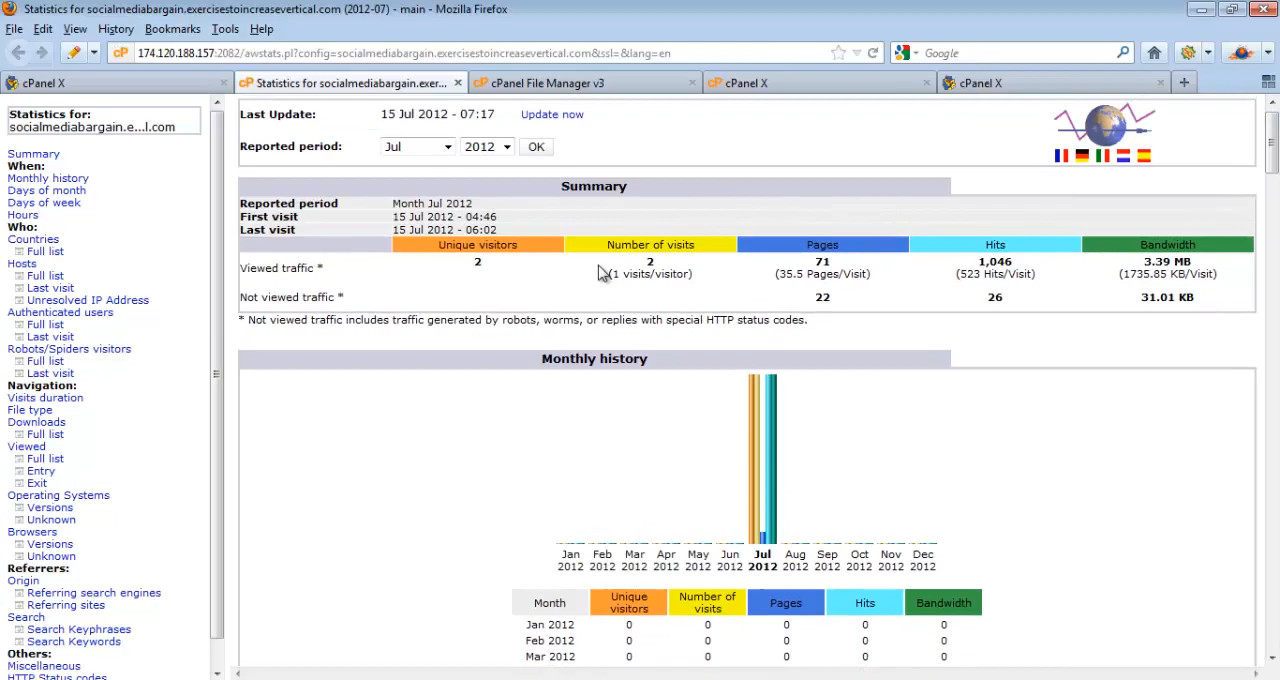 Statistics for socialmediabargain.exercisestoincreasevertical.com (2012-07) - main - Mozilla Firefox
File Edit View History Bookmarks Tools Help
cP 174.120.188.157:2082/awstats.pl?config=socialmediabargain.exercisestoincreasevertical.com&ssl=&lang=en
Google
cPanel X
cP Statistics for socialmediabargain.exer...
cP cPanel File Manager v3
cP cPanel X
cPanel X
Statistics for:
socialmediabargain.e...l.com
Summary
When:
Monthly history
Days of month
Days of week
Hours
Who:
Countries
Full list
Hosts
Full list
Last visit
Unresolved IP Address
Authenticated users
Full list
Last visit
Robots/Spiders visitors
Full list
Last visit
Navigation:
Visits duration
File type
Downloads
Full list
Viewed
Full list
Entry
Exit
Operating Systems
Versions
Unknown
Browsers
Versions
Unknown
Referrers:
Origin
Referring search engines
Referring sites
Search
Search Keyphrases
Search Keywords
Others:
Miscellaneous
HTTP Status codes
Last Update: 15 Jul 2012 - 07:17 Update now
Reported period: Jul 2012 OK
Summary
Reported period Month Jul 2012
First visit 15 Jul 2012 - 04:46
Last visit 15 Jul 2012 - 06:02
Unique visitors Number of visits Pages Hits Bandwidth
Viewed traffic * 2 2 71 1,046 3.39 MB
(1 visits/visitor) (35.5 Pages/Visit) (523 Hits/Visit) (1735.85 KB/Visit)
Not viewed traffic * 22 26 31.01 KB
* Not viewed traffic includes traffic generated by robots, worms, or replies with special HTTP status codes.
Monthly history
Jan Feb Mar Apr May Jun Jul Aug Sep Oct Nov Dec
2012 2012 2012 2012 2012 2012 2012 2012 2012 2012 2012 2012
Month Unique visitors Number of visits Pages Hits Bandwidth
Jan 2012 0 0 0 0 0
Feb 2012 0 0 0 0 0
Mar 2012 0 0 0 0 0